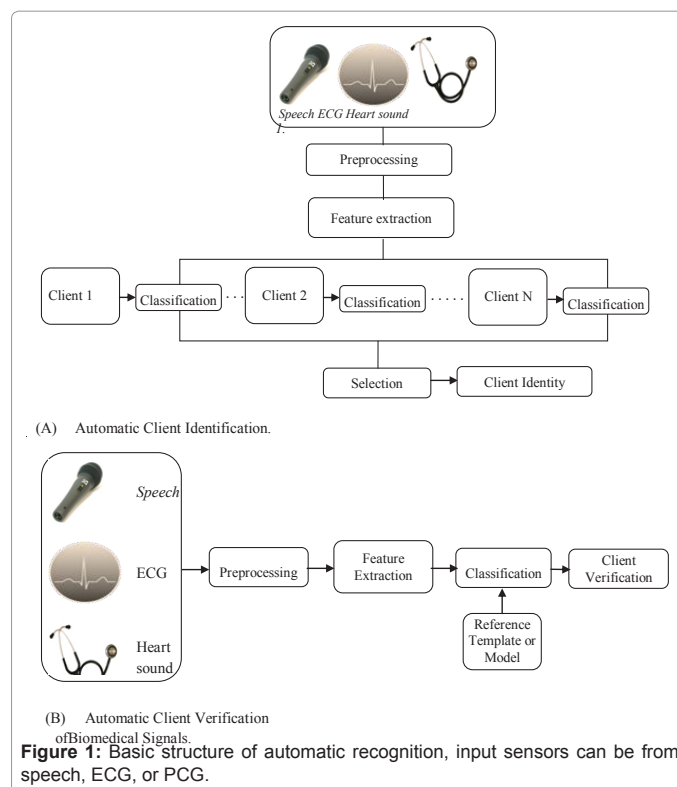 Speech ECG Heart sound
1.
Preprocessing
Feature extraction
Client 1
Classification
. . .
Client 2
Classification
. . . . .
Client N
Classification
Selection
Client Identity
. (A) Automatic Client Identification.
Speech
ECG
Heart
sound
Preprocessing
Feature
Extraction
Classification
Client
Verification
Reference
Template or
Model
(B) Automatic Client Verification
ofBiomedical Signals.
Figure 1: Basic structure of automatic recognition, input sensors can be from
speech, ECG, or PCG.